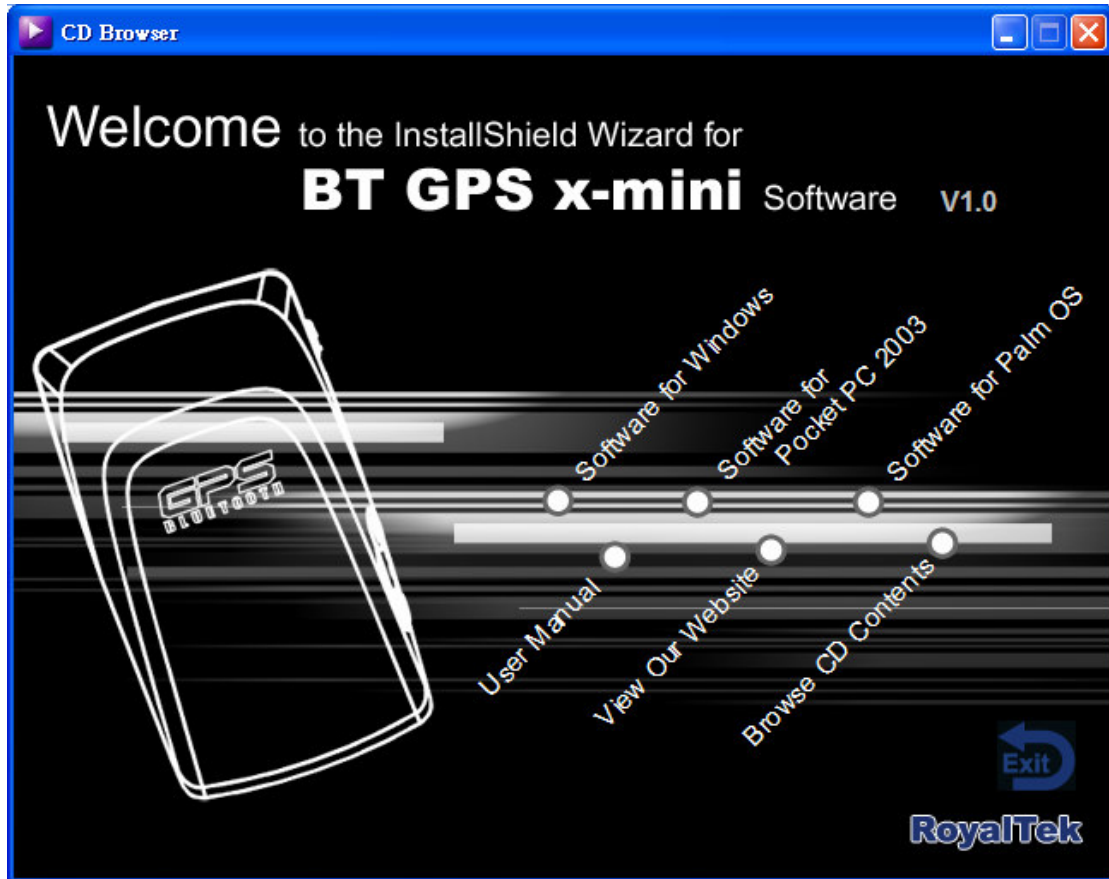 CD Browser
Welcome to the InstallShield Wizard for
BT GPS x-mini Software V1.0
Software for Windows
Software for
Pocket PC 2003
Software for Palm OS
GPS
BLUETOOTH
User Manual
View Our Website
Browse CD Contents
Exit
RoyalTek